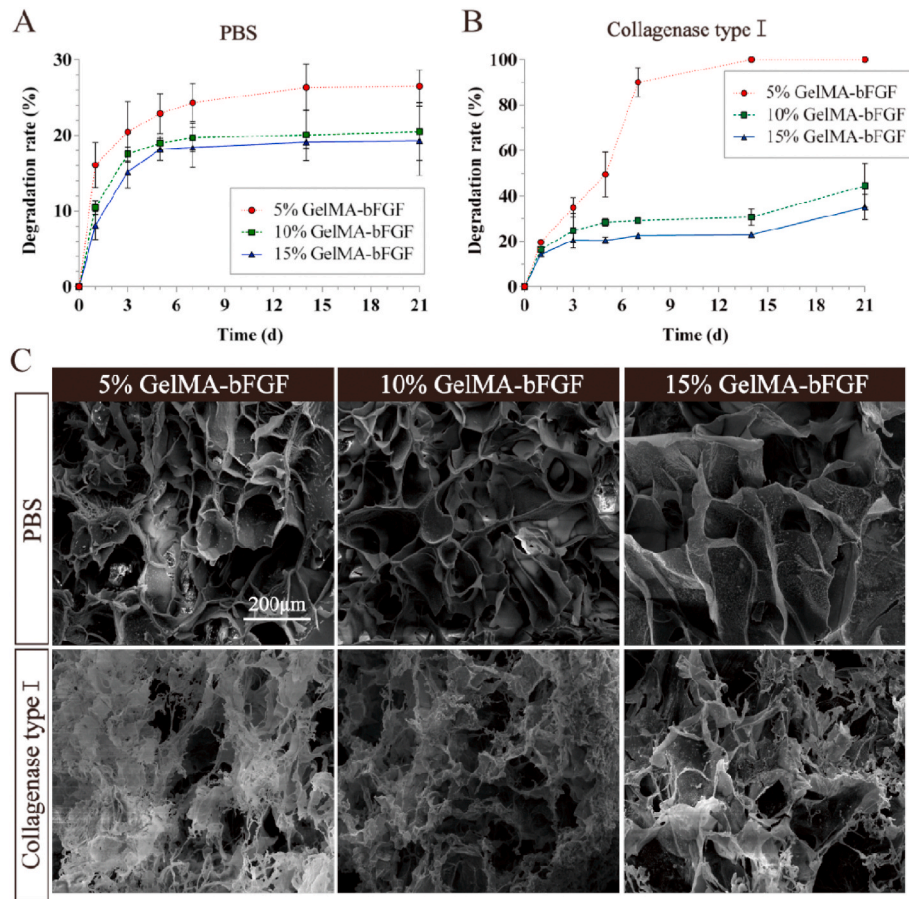 A
PBS
Degradation rate (%)
30
20
10
0
0 3 6 9 12 15 18 21
Time (d)
5% GelMA-bFGF
10% GelMA-bFGF
15% GelMA-bFGF
B
Collagenase type Ⅰ
Degradation rate (%)
100
80
60
40
20
0
0 3 6 9 12 15 18 21
Time (d)
5% GelMA-bFGF
10% GelMA-bFGF
15% GelMA-bFGF
C
5% GelMA-bFGF
10% GelMA-bFGF
15% GelMA-bFGF
PBS
200μm
Collagenase type Ⅰ